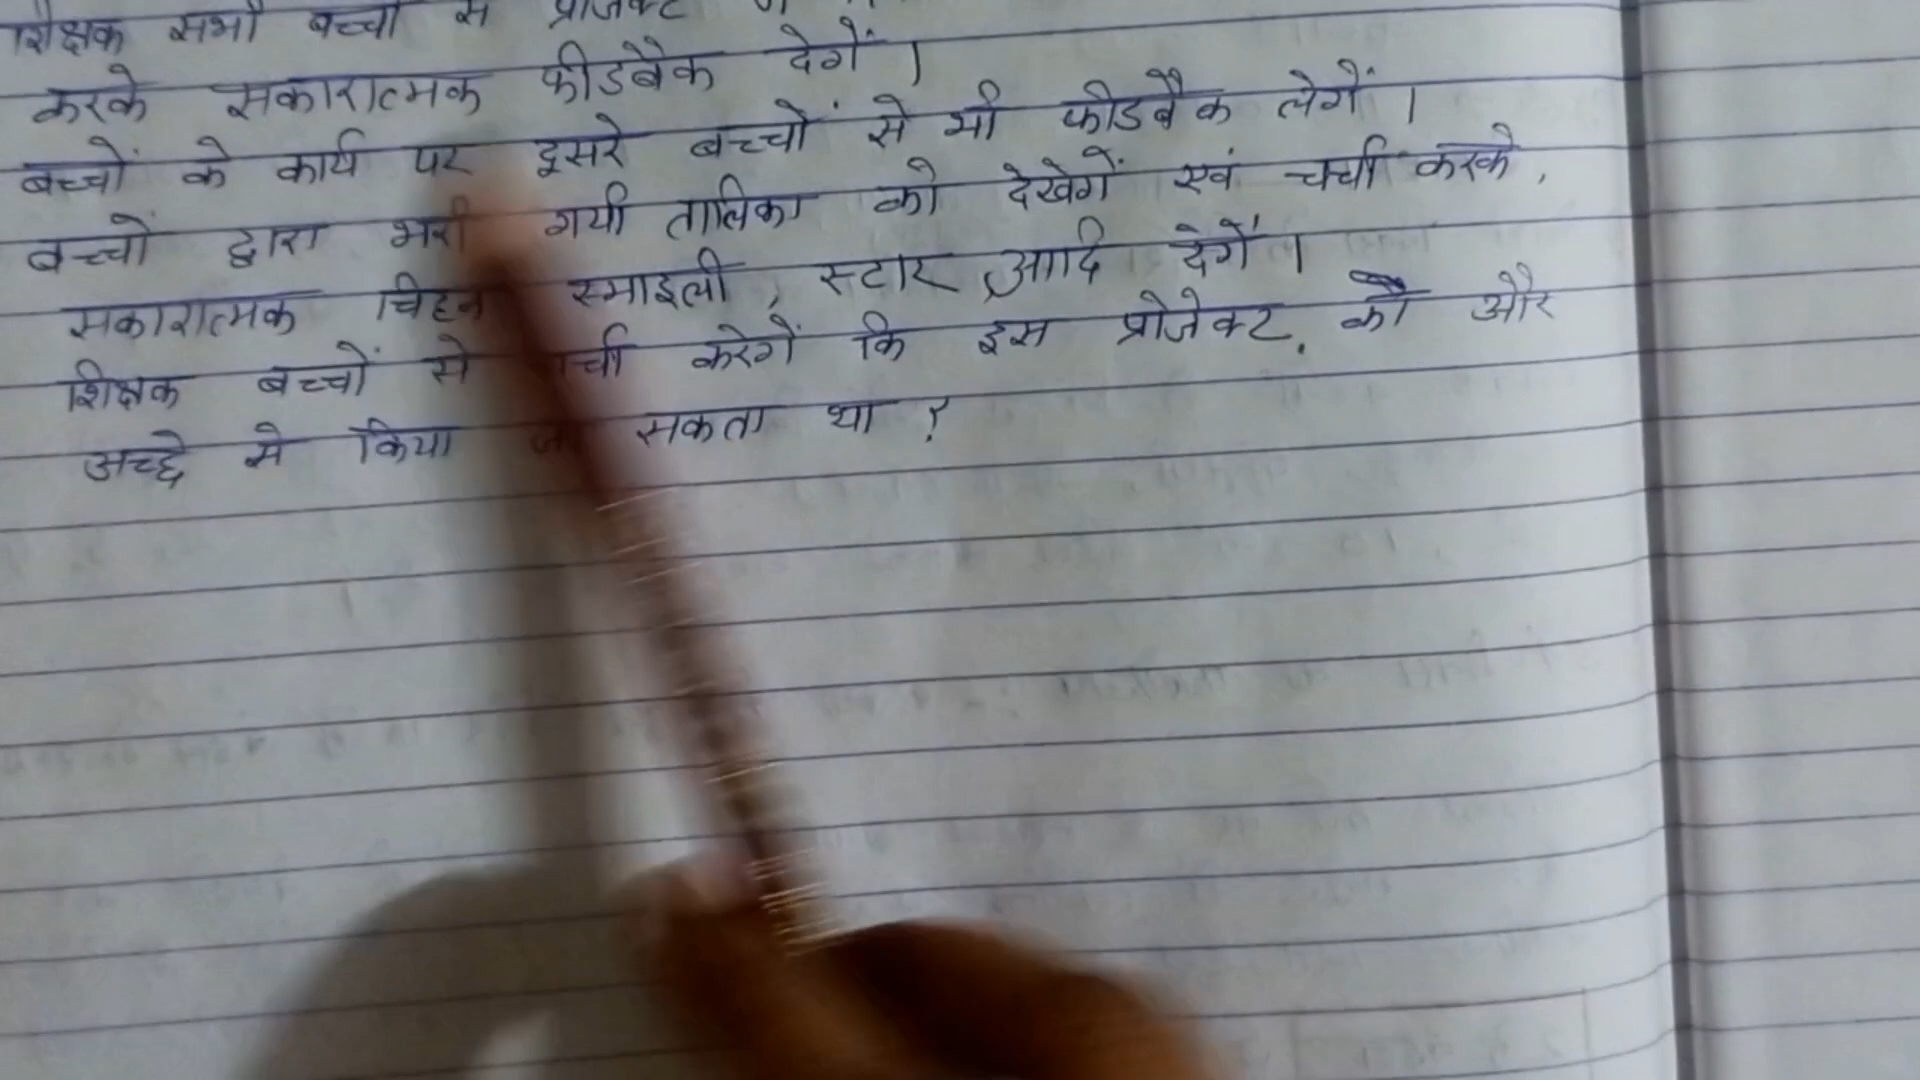 शिक्षक सभी बच्चों से प्रोजेक्ट
करके सकारात्मक फीडबैक देगें ।
बच्चों के कार्य पर दूसरे बच्चों से भी फीडबैक लेगें ।
बच्चों द्वारा भरी गयी तालिका को देखेगें एवं चर्चा करके,
सकारात्मक चिह्न स्माइली, स्टार आदि देगें ।
शिक्षक बच्चों से करेगें कि इस प्रोजेक्ट. को और
अच्छे से किया सकता था ?